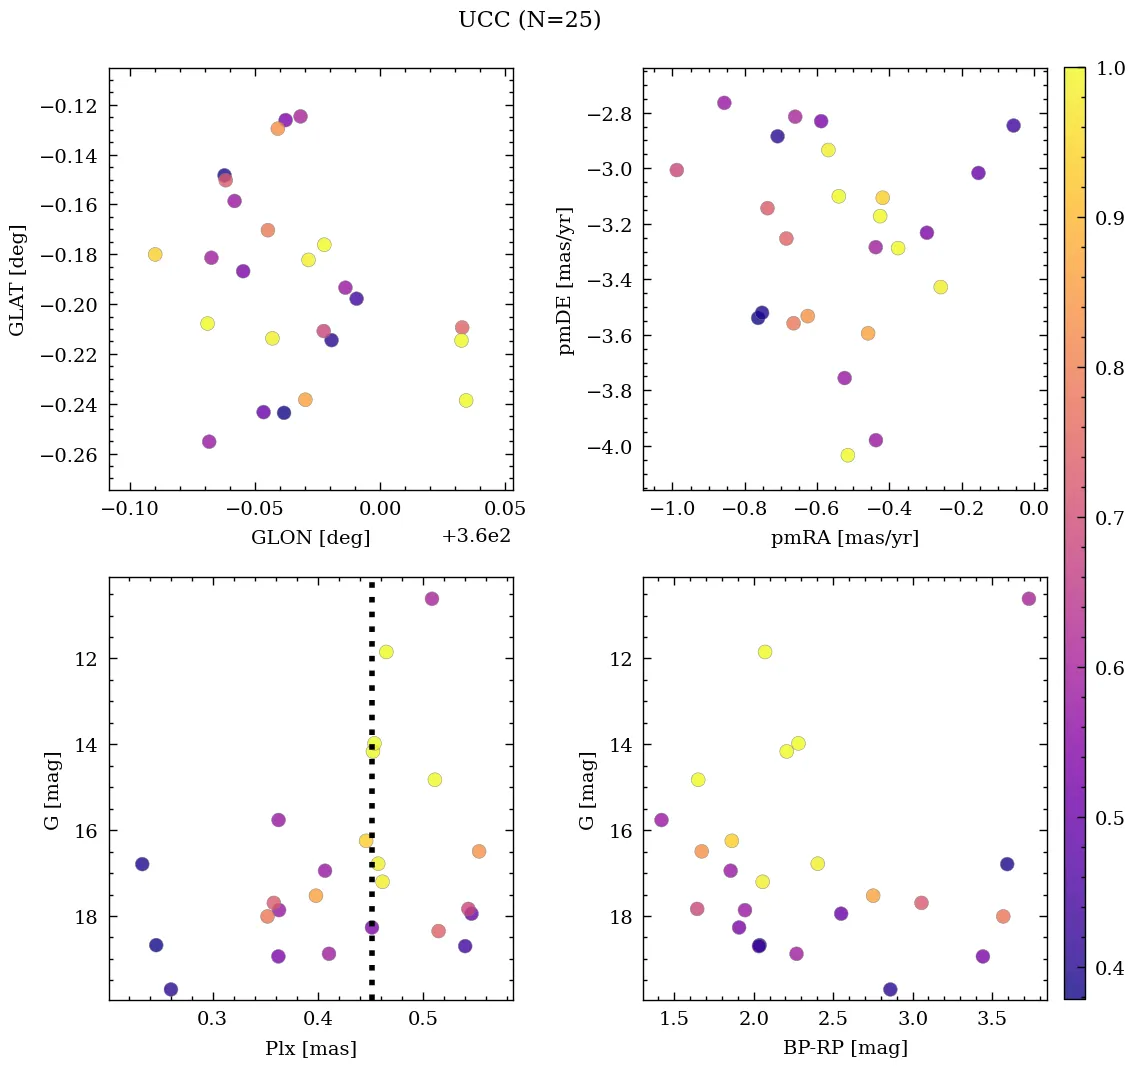 UCC (N=25)
−0.12
−0.14
−0.16
−0.18
−0.20
−0.22
−0.24
−0.26
GLAT [deg]
−0.10 −0.05 0.00 0.05
GLON [deg]
+3.6e2
−2.8
−3.0
−3.2
−3.4
−3.6
−3.8
−4.0
pmDE [mas/yr]
−1.0 −0.8 −0.6 −0.4 −0.2 0.0
pmRA [mas/yr]
12
14
16
18
G [mag]
0.3 0.4 0.5
Plx [mas]
12
14
16
18
G [mag]
1.5 2.0 2.5 3.0 3.5
BP-RP [mag]
1.0
0.9
0.8
0.7
0.6
0.5
0.4